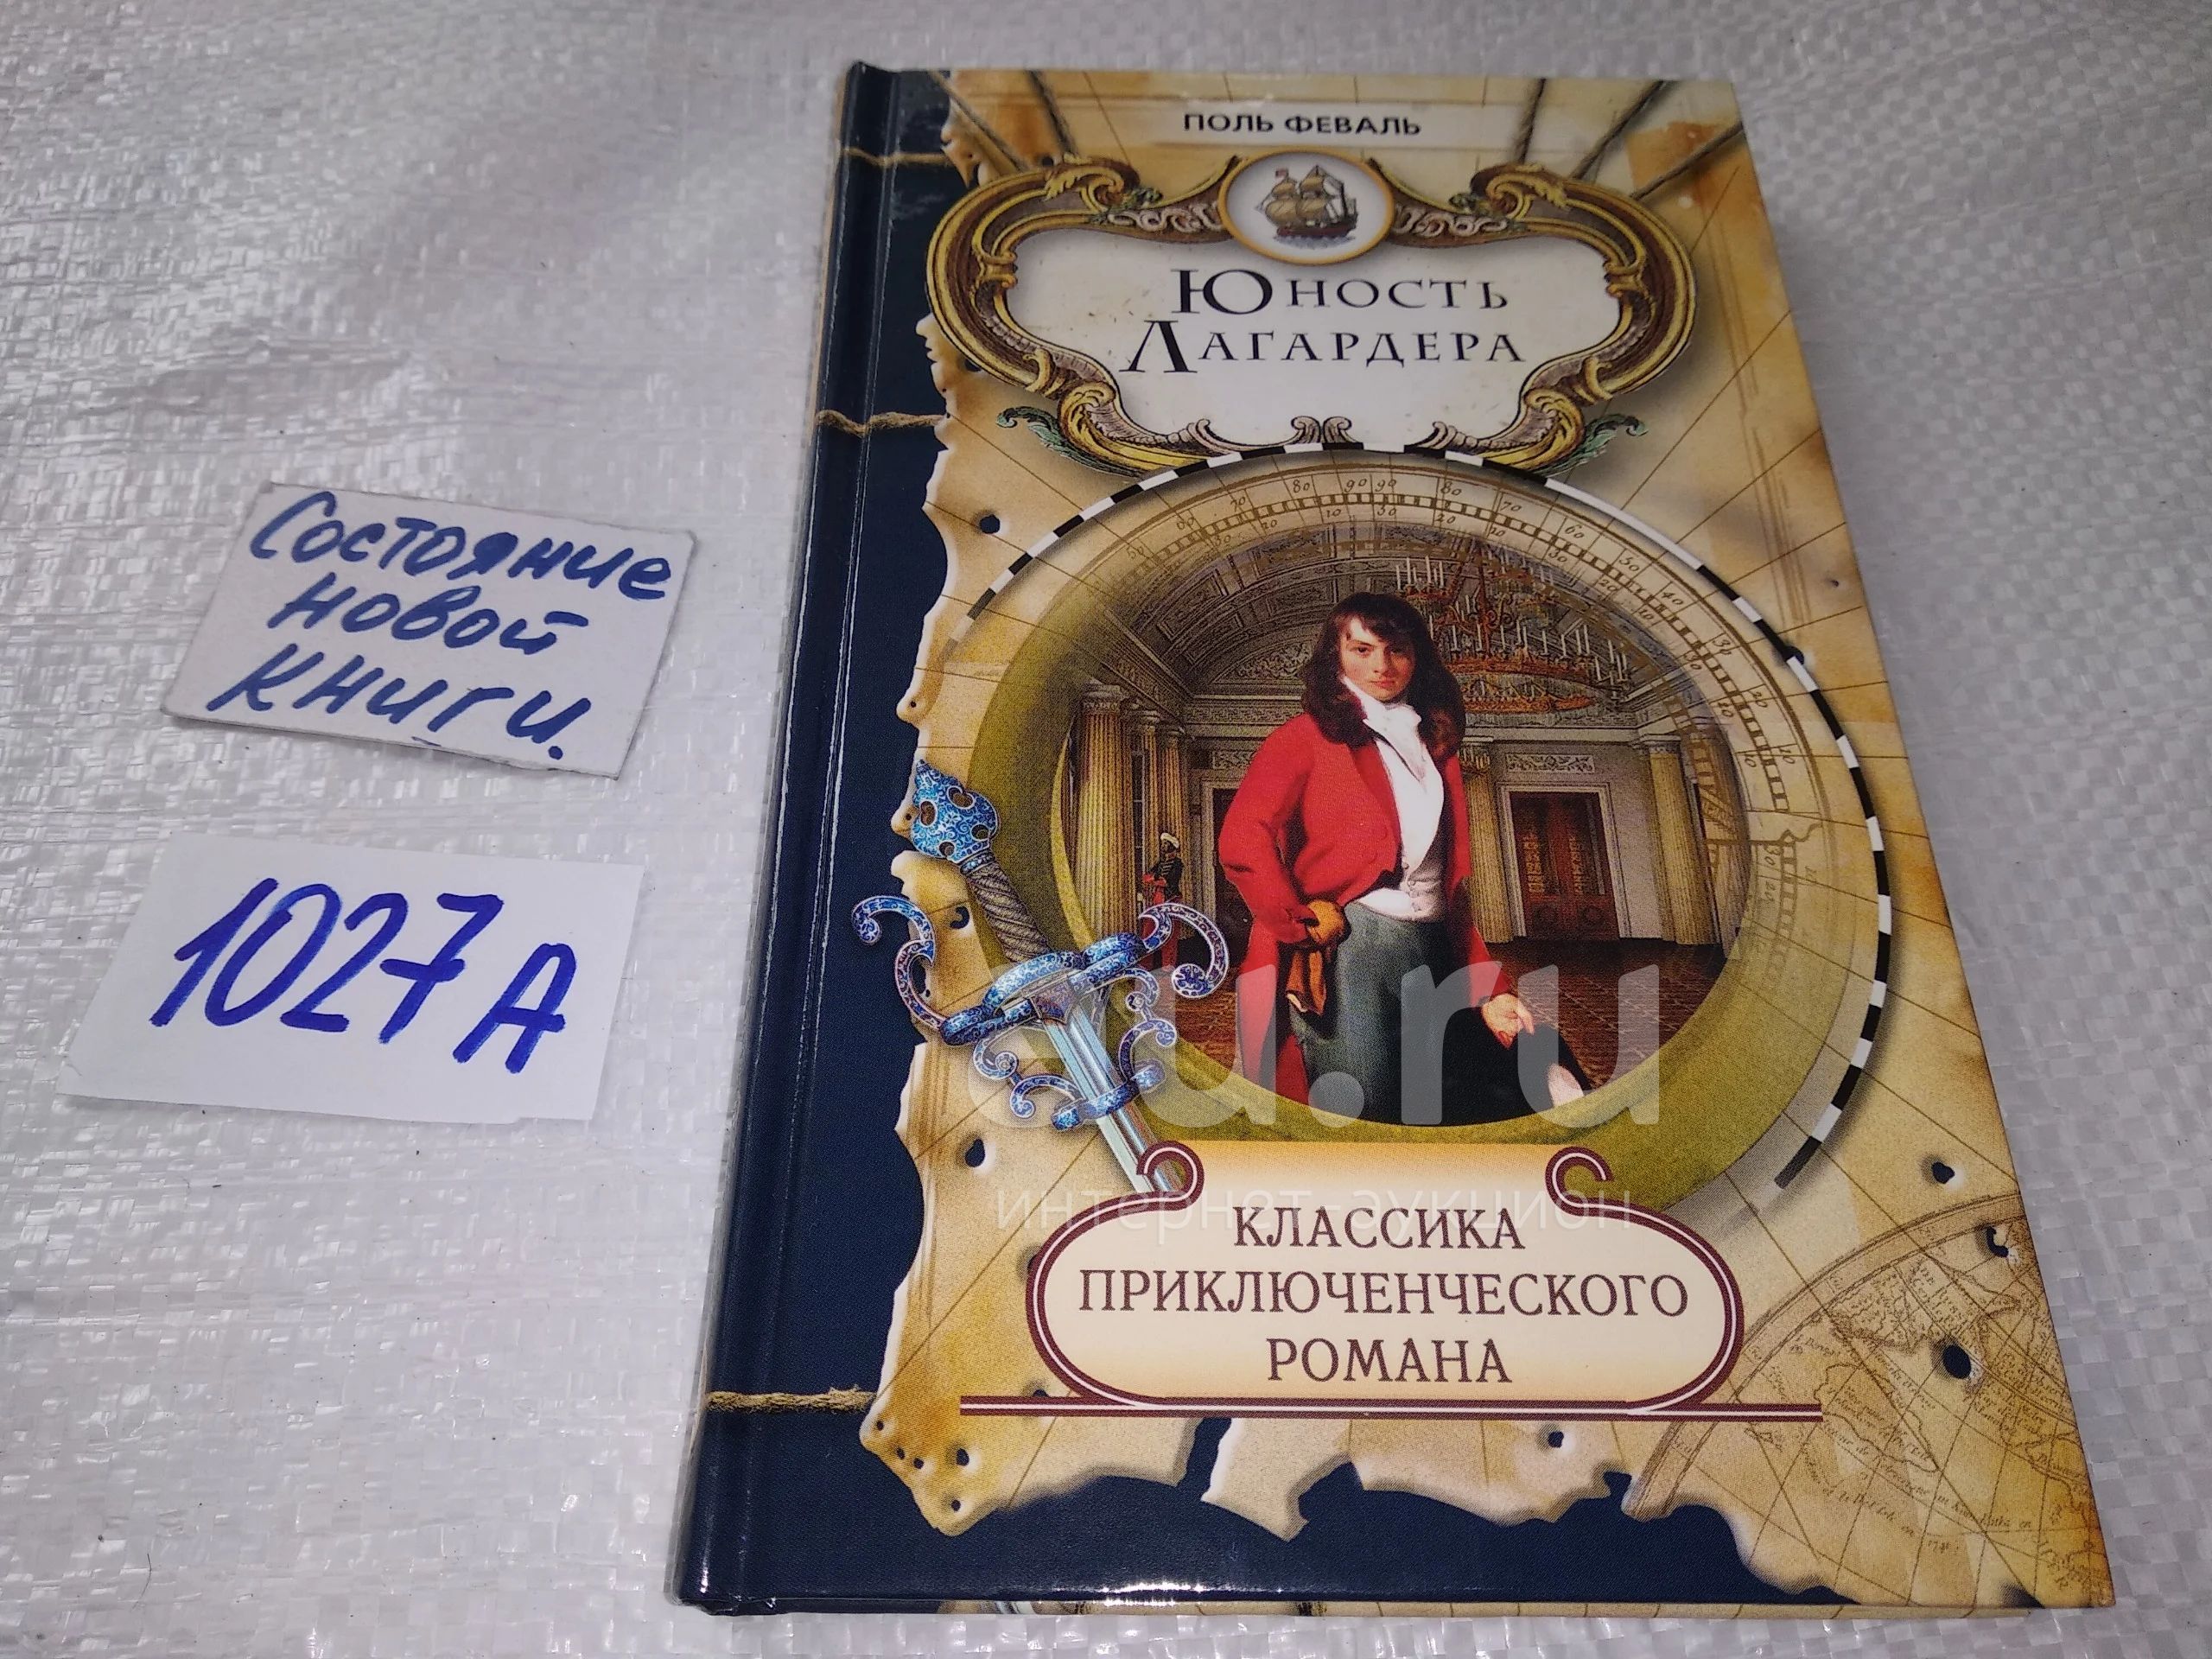 ПОЛЬ ФЕВАЛЬ
ЮНОСТЬ
ЛАГАРДЕРА
КЛАССИКА
ПРИКЛЮЧЕНЧЕСКОГО
РОМАНА
Состояние
новой
книги.
1027А
au.ru
интернет-аукцион